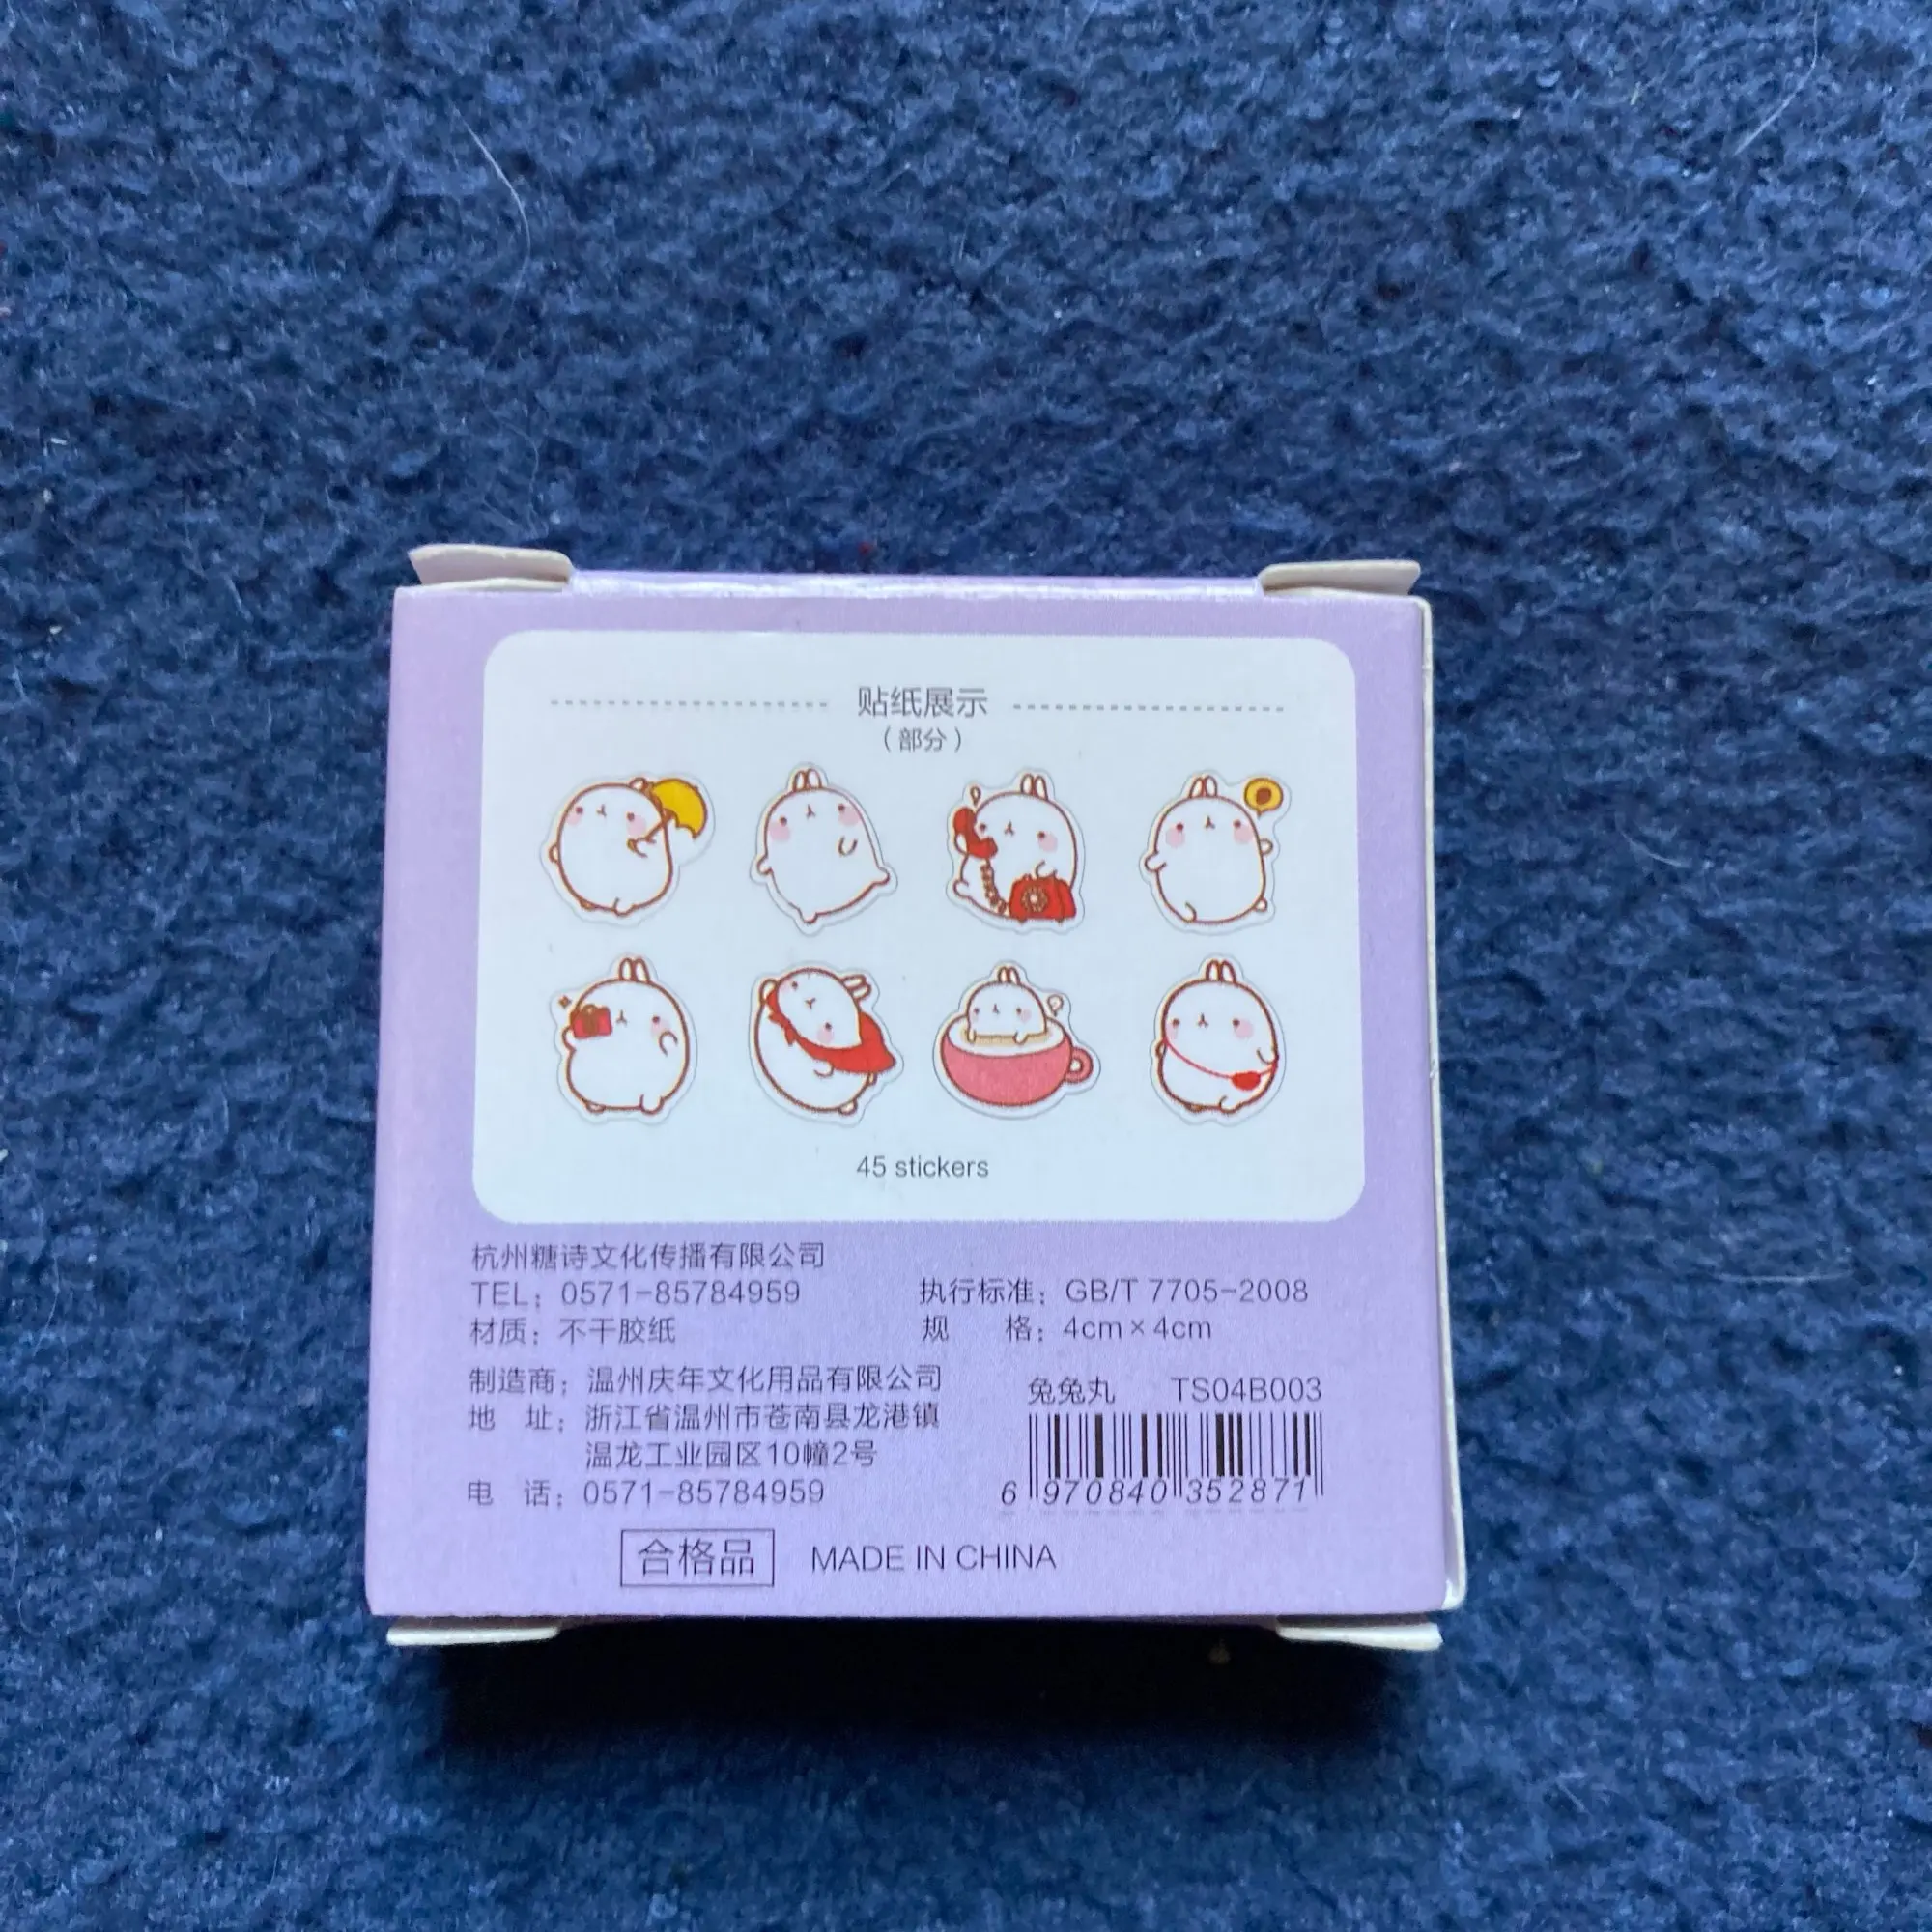 贴纸展示
（部分）
45 stickers
杭州糖诗文化传播有限公司
TEL：0571-85784959
材质：不干胶纸
执行标准：GB/T 7705-2008
规 格：4cm×4cm
制造商：温州庆年文化用品有限公司
地 址：浙江省温州市苍南县龙港镇
温龙工业园区10幢2号
电 话：0571-85784959
兔兔丸 TS04B003
6 970840 352871
合格品 MADE IN CHINA